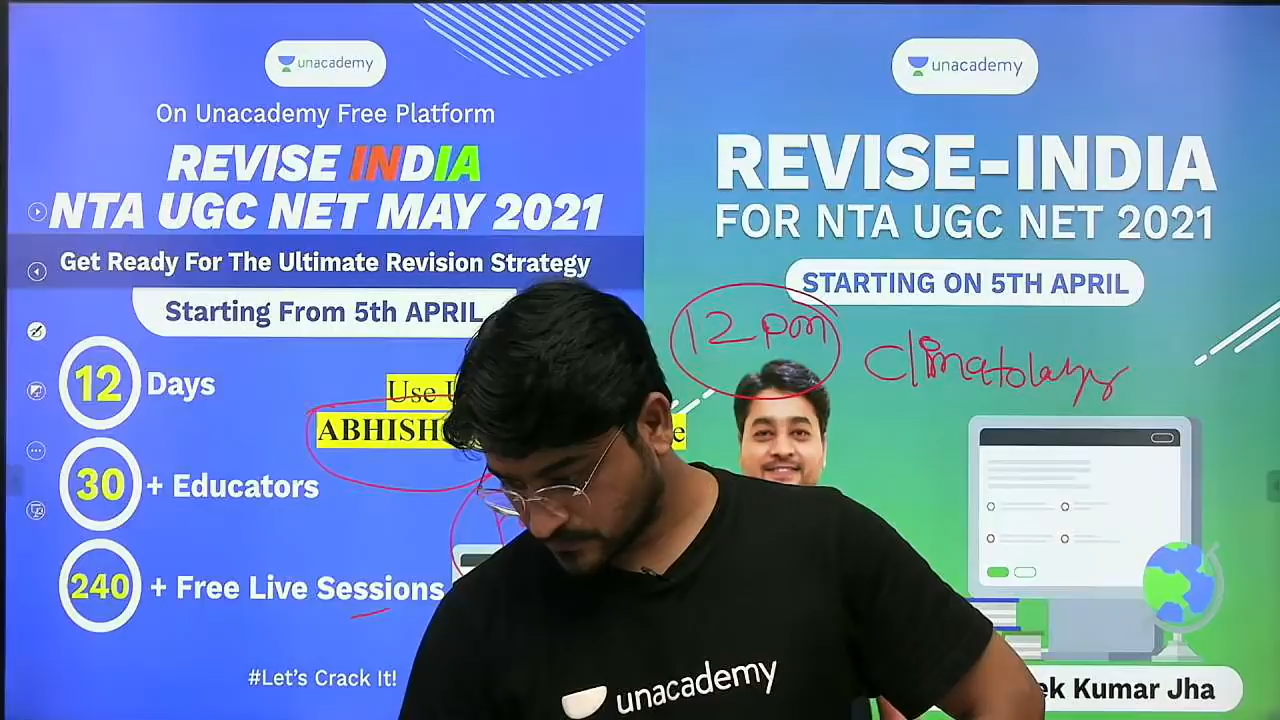 unacademy
On Unacademy Free Platform
REVISE INDIA
NTA UGC NET MAY 2021
Get Ready For The Ultimate Revision Strategy
Starting From 5th APRIL
12 Days
Use
ABHISH
e
30 + Educators
240 + Free Live Sessions
#Let's Crack It!
unacademy
REVISE-INDIA
FOR NTA UGC NET 2021
STARTING ON 5TH APRIL
12 pm
Climatology
ek Kumar Jha
unacademy